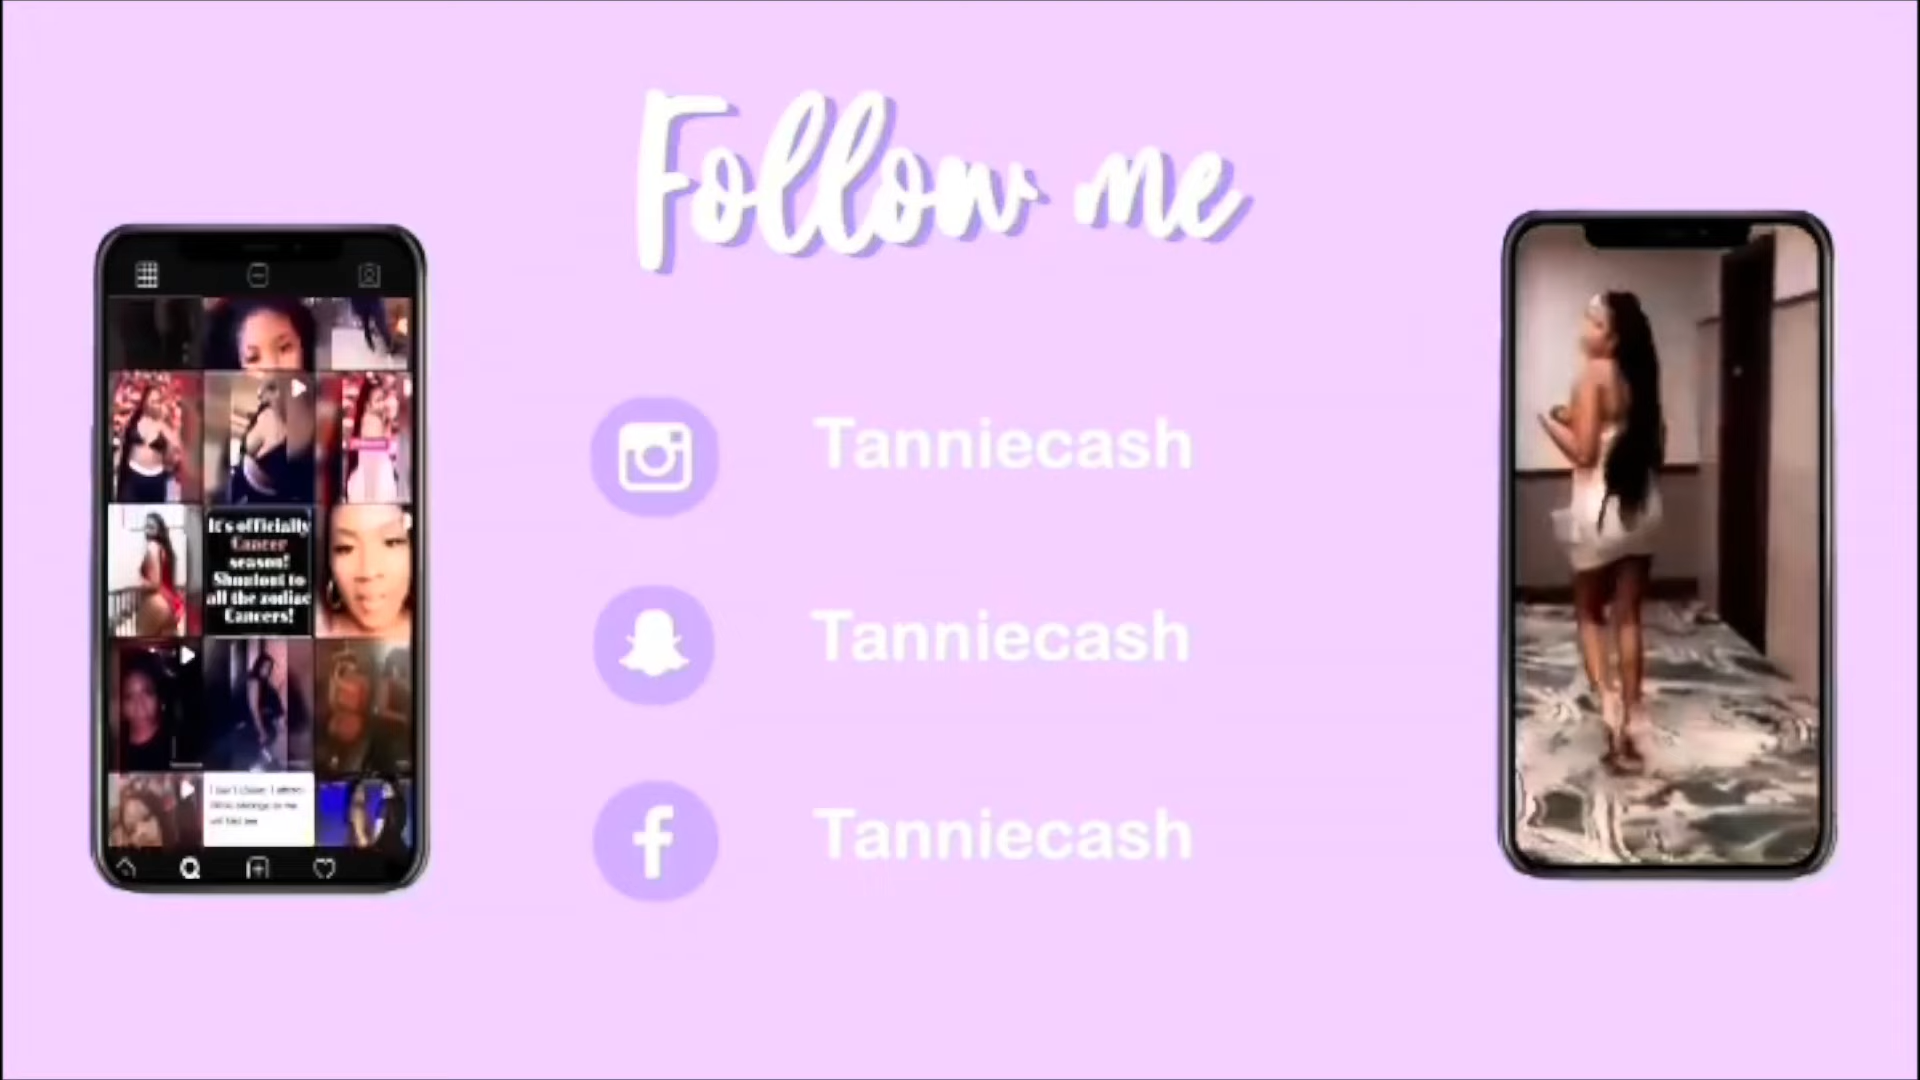 Follow me
Tanniecash
Tanniecash
Tanniecash
It's officially
Cancer
season!
Shoutout to
all the zodiac
Cancers!